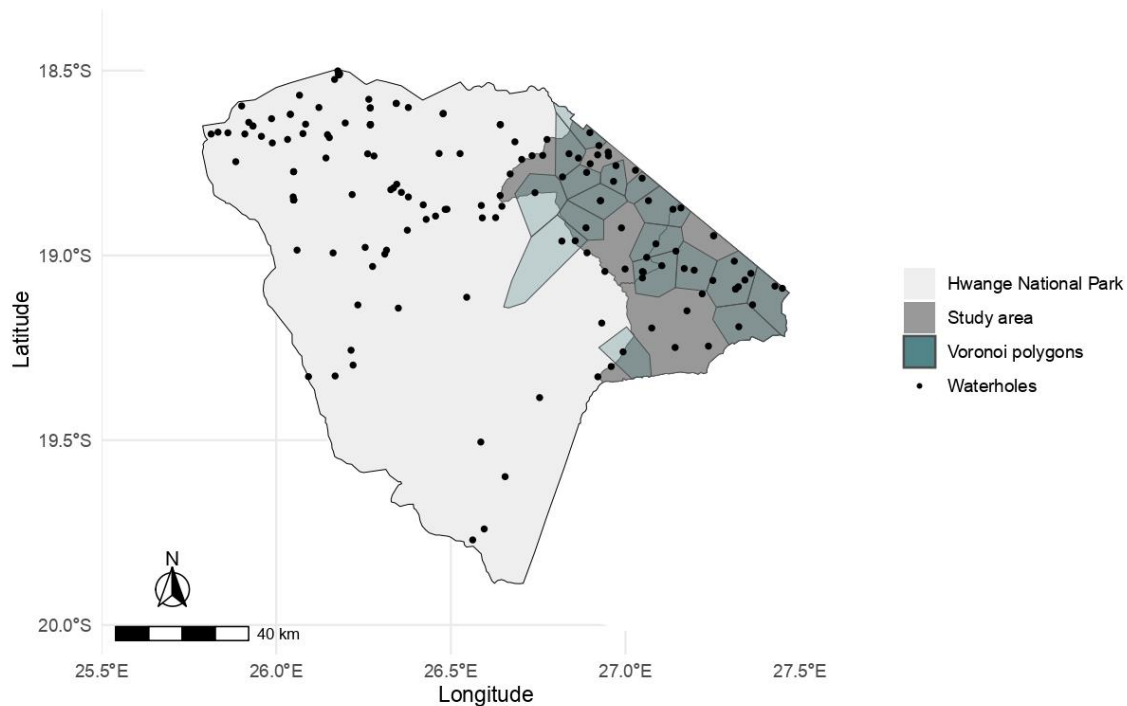 18.5°S
19.0°S
19.5°S
20.0°S
Latitude
N
40 km
25.5°E
26.0°E
26.5°E
27.0°E
27.5°E
Longitude
Hwange National Park
Study area
Voronoi polygons
Waterholes